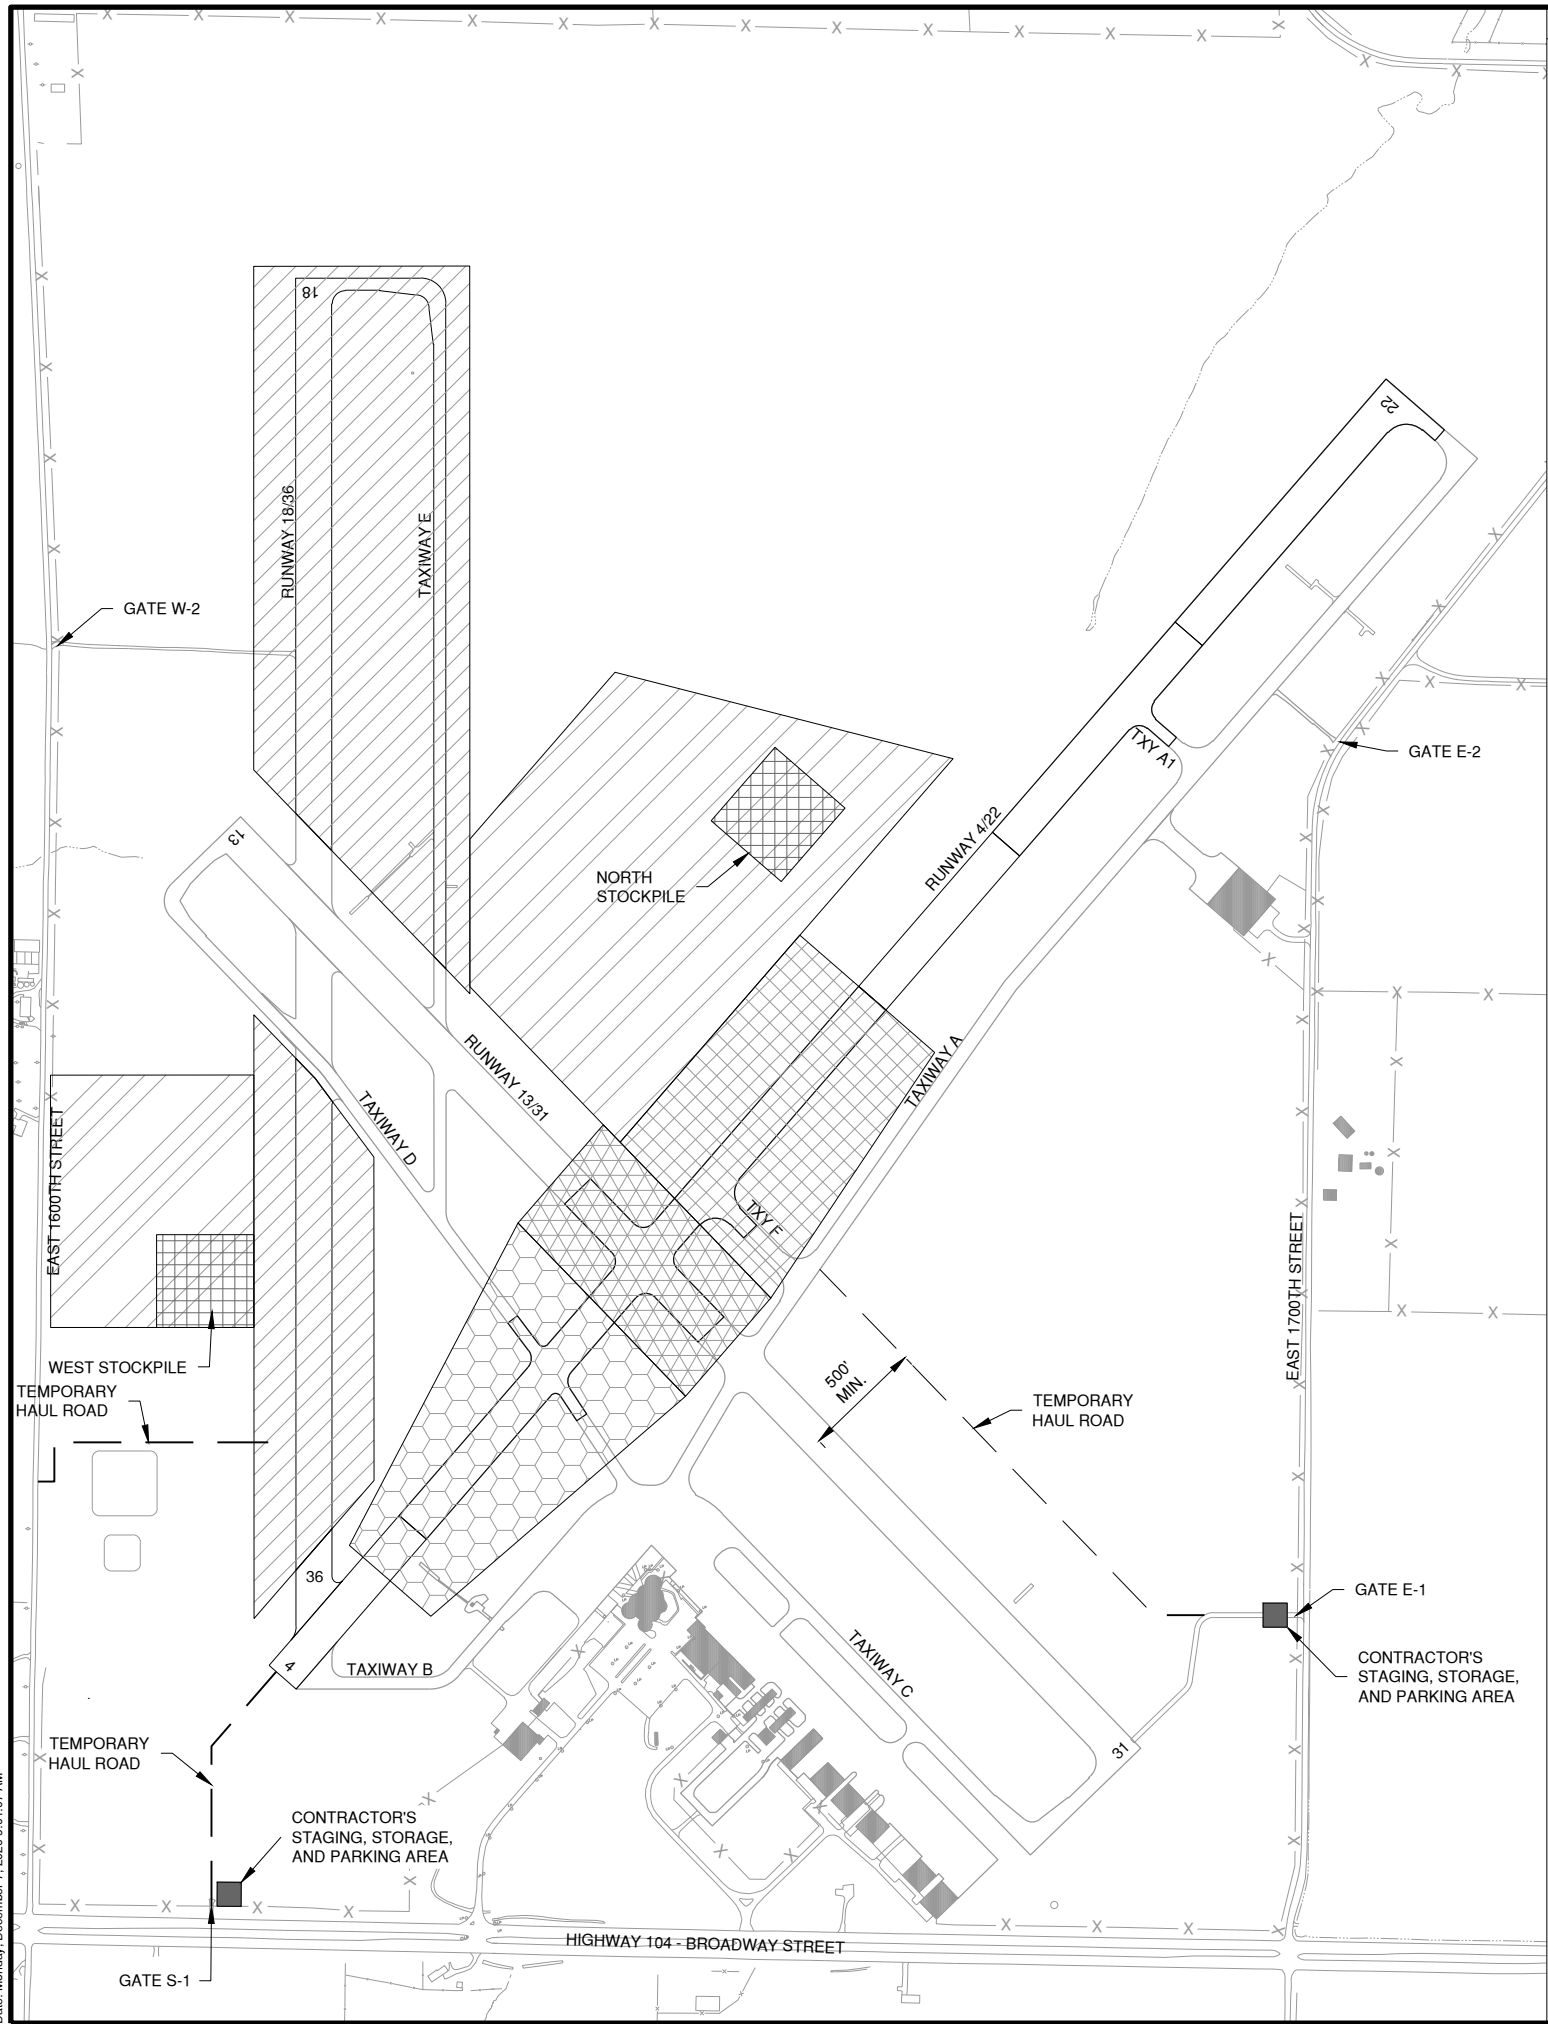 18
22
RUNWAY 18/36
TAXIWAY E
GATE W-2
TXY A1
GATE E-2
13
RUNWAY 4/22
NORTH
STOCKPILE
RUNWAY 13/31
TAXIWAY A
TAXIWAY D
EAST 1600TH STREET
TXY F
EAST 1700TH STREET
WEST STOCKPILE
TEMPORARY
HAUL ROAD
500'
MIN.
TEMPORARY
HAUL ROAD
36
GATE E-1
4
TAXIWAY B
TAXIWAY C
CONTRACTOR'S
STAGING, STORAGE,
AND PARKING AREA
31
TEMPORARY
HAUL ROAD
CONTRACTOR'S
STAGING, STORAGE,
AND PARKING AREA
HIGHWAY 104 - BROADWAY STREET
GATE S-1